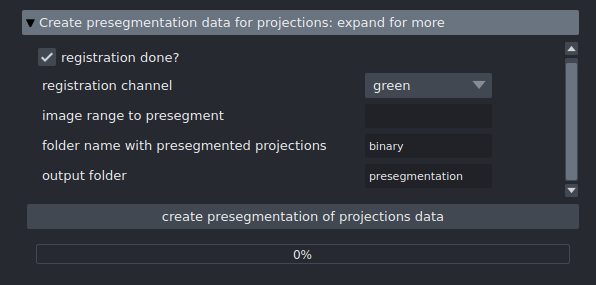 Create presegmentation data for projections: expand for more
registration done?
registration channel green
image range to presegment
folder name with presegmented projections binary
output folder presegmentation
create presegmentation of projections data
0%